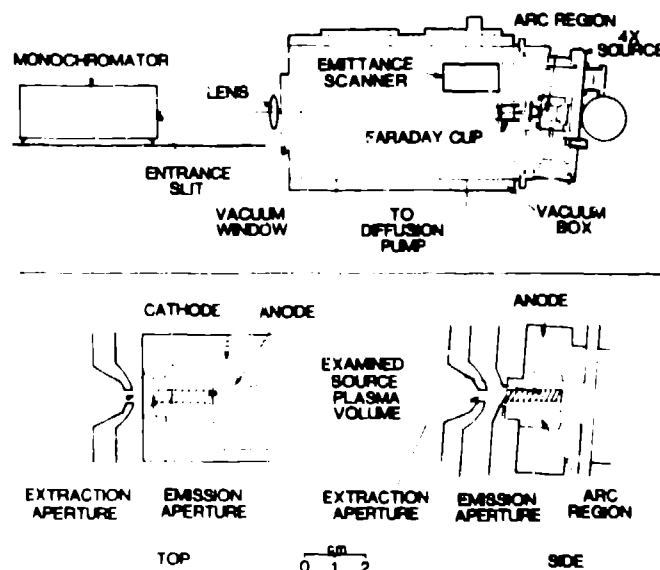 ARC REGION
4X
SOURCE
MONOCHROMATOR
EMITTANCE
SCANNER
LENS
FARADAY CUP
ENTRANCE
SLIT
VACUUM
WINDOW
TO
DIFFUSION
PUMP
VACUUM
BOX
CATHODE
ANODE
ANODE
EXAMINED
SOURCE
PLASMA
VOLUME
EXTRACTION
APERTURE
EMISSION
APERTURE
EXTRACTION
APERTURE
EMISSION
APERTURE
ARC
REGION
TOP
cm
0 1 2
SIDE